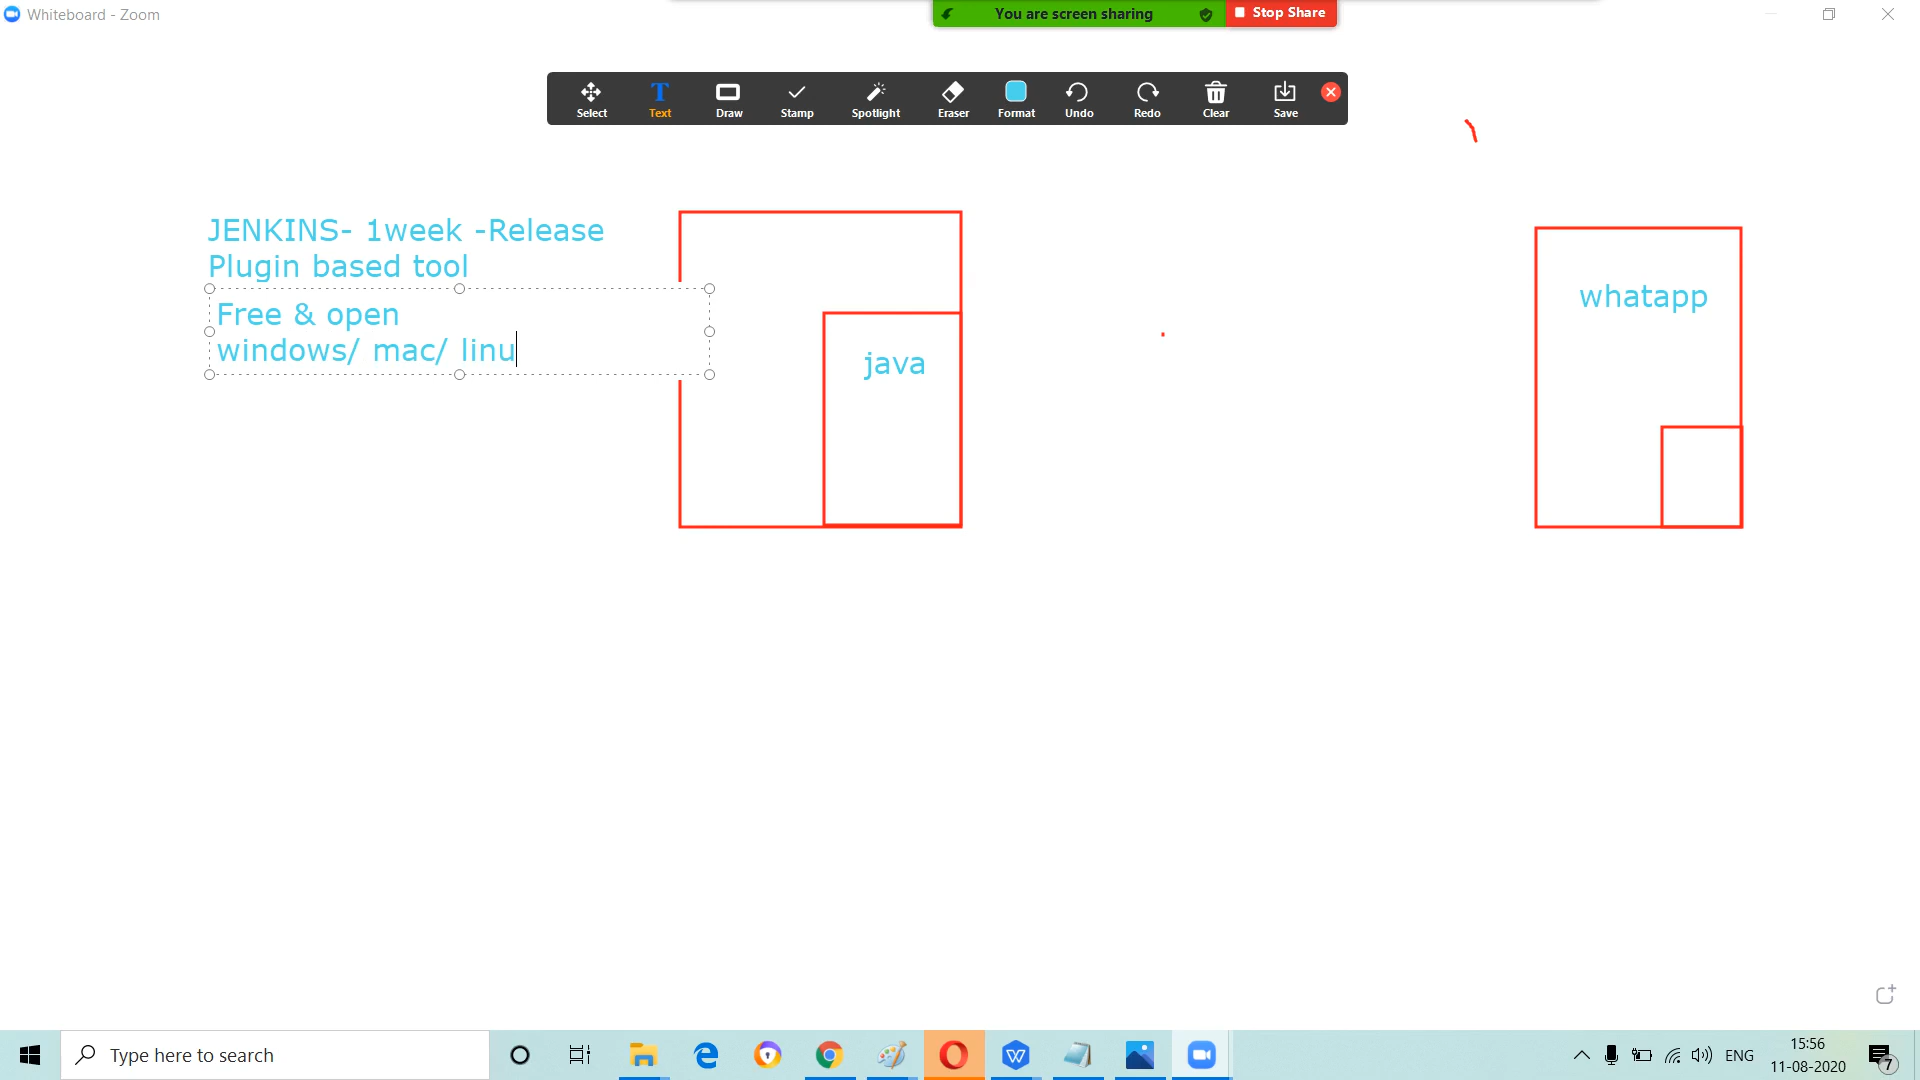 Whiteboard - Zoom
You are screen sharing
Stop Share
Select
Text
Draw
Stamp
Spotlight
Eraser
Format
Undo
Redo
Clear
Save
JENKINS- 1week -Release
Plugin based tool
Free & open
windows/ mac/ linu
java
whatapp
Type here to search
ENG
15:56
11-08-2020
7